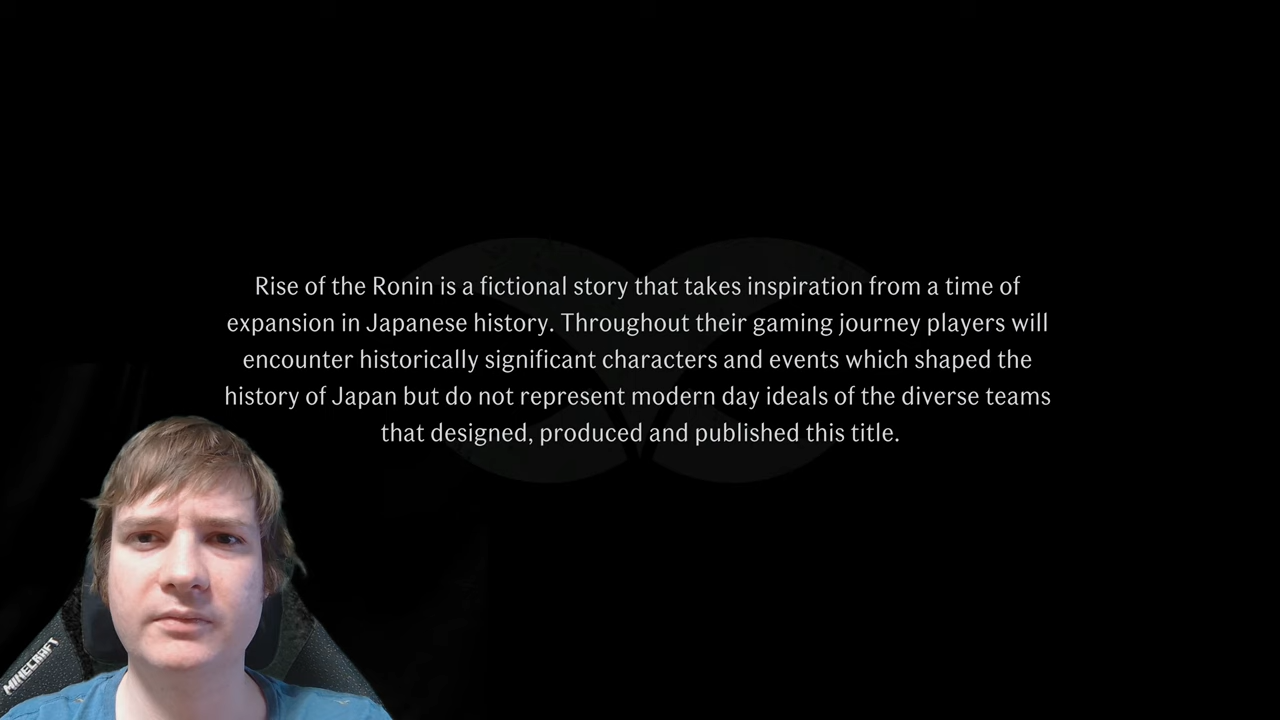 Rise of the Ronin is a fictional story that takes inspiration from a time of
expansion in Japanese history. Throughout their gaming journey players will
encounter historically significant characters and events which shaped the
history of Japan but do not represent modern day ideals of the diverse teams
that designed, produced and published this title.
MINECRAFT